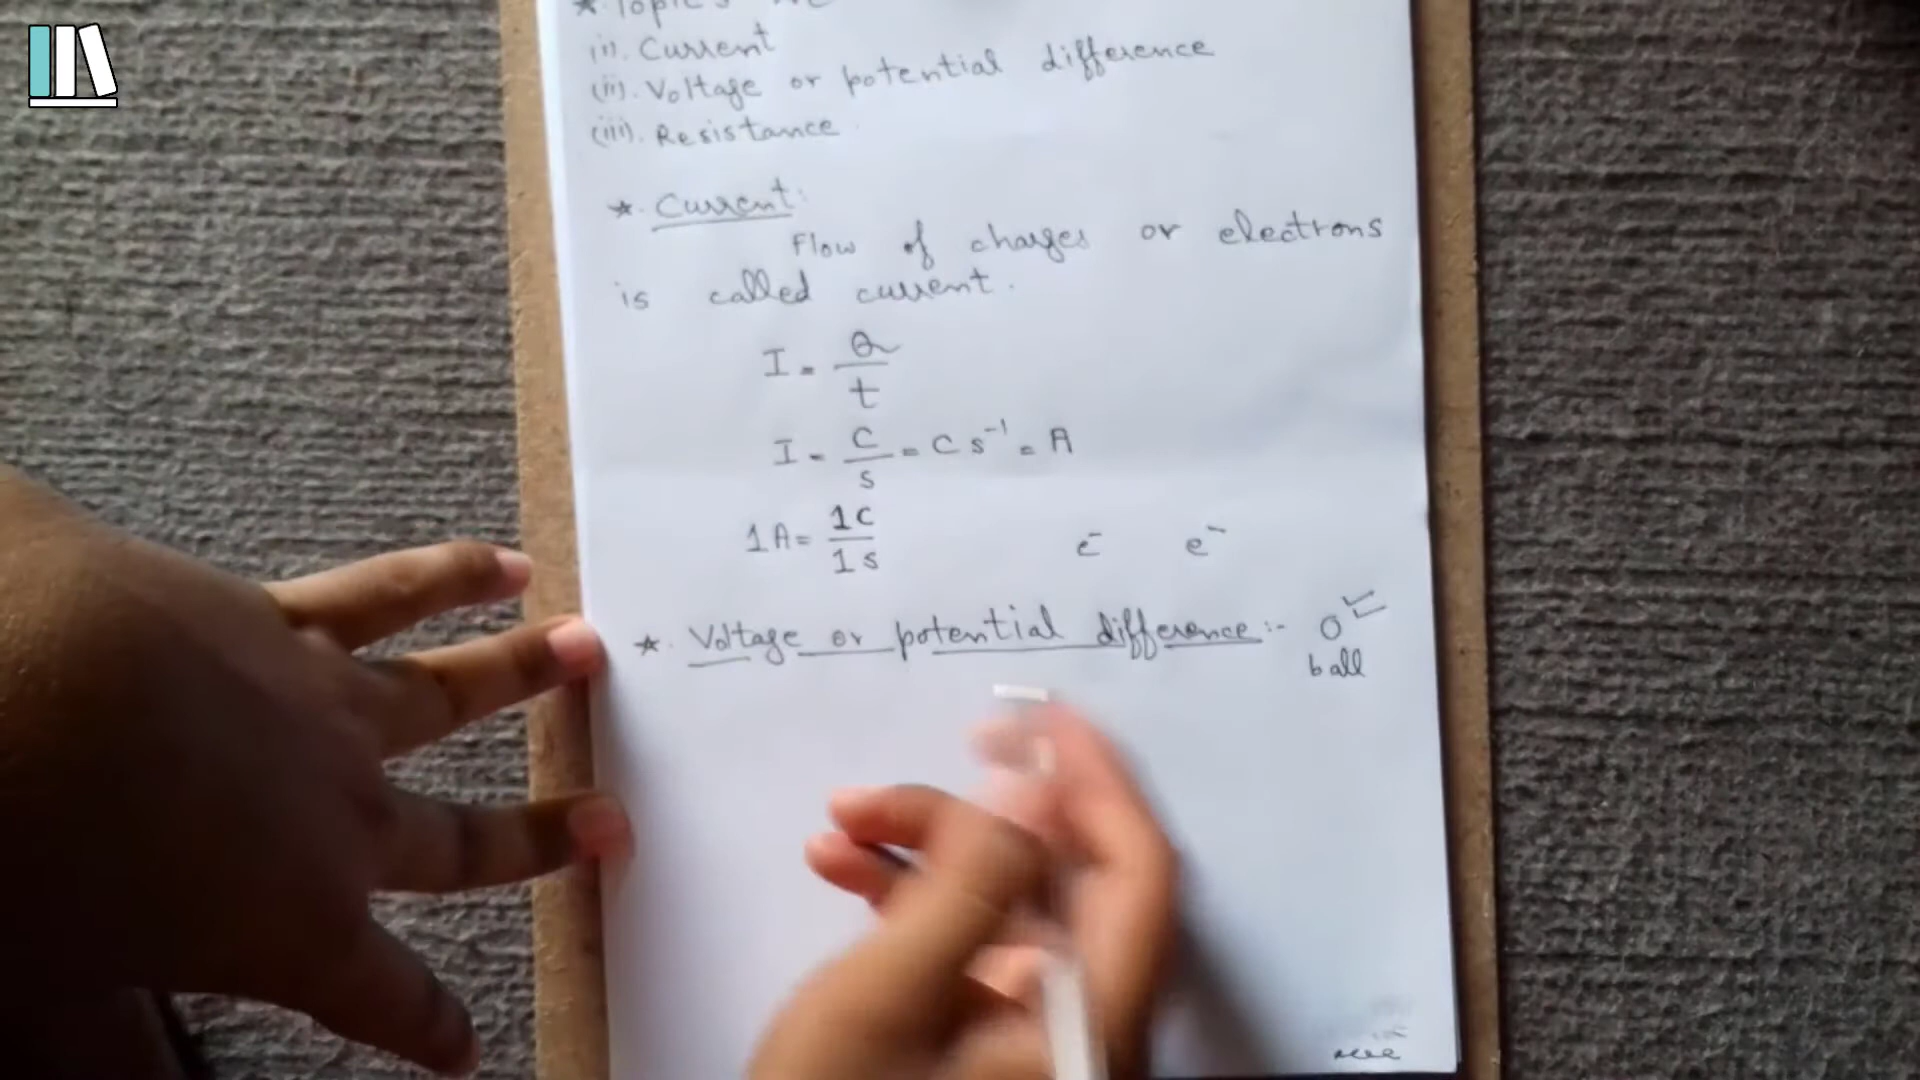 * Topics
(i). Current
(ii). Voltage or potential difference
(iii). Resistance
*. Current:
Flow of charges or electrons
is called current.
I = Q/t
I = C/s = C s⁻¹ = A
1A = 1C/1s
e⁻ e⁻
*. Voltage or potential difference:-
ball